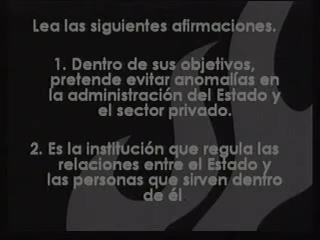 Lea las siguientes afirmaciones.
1. Dentro de sus objetivos,
pretende evitar anomalías en
la administración del Estado y
el sector privado.
2. Es la institución que regula las
relaciones entre el Estado y
las personas que sirven dentro
de él